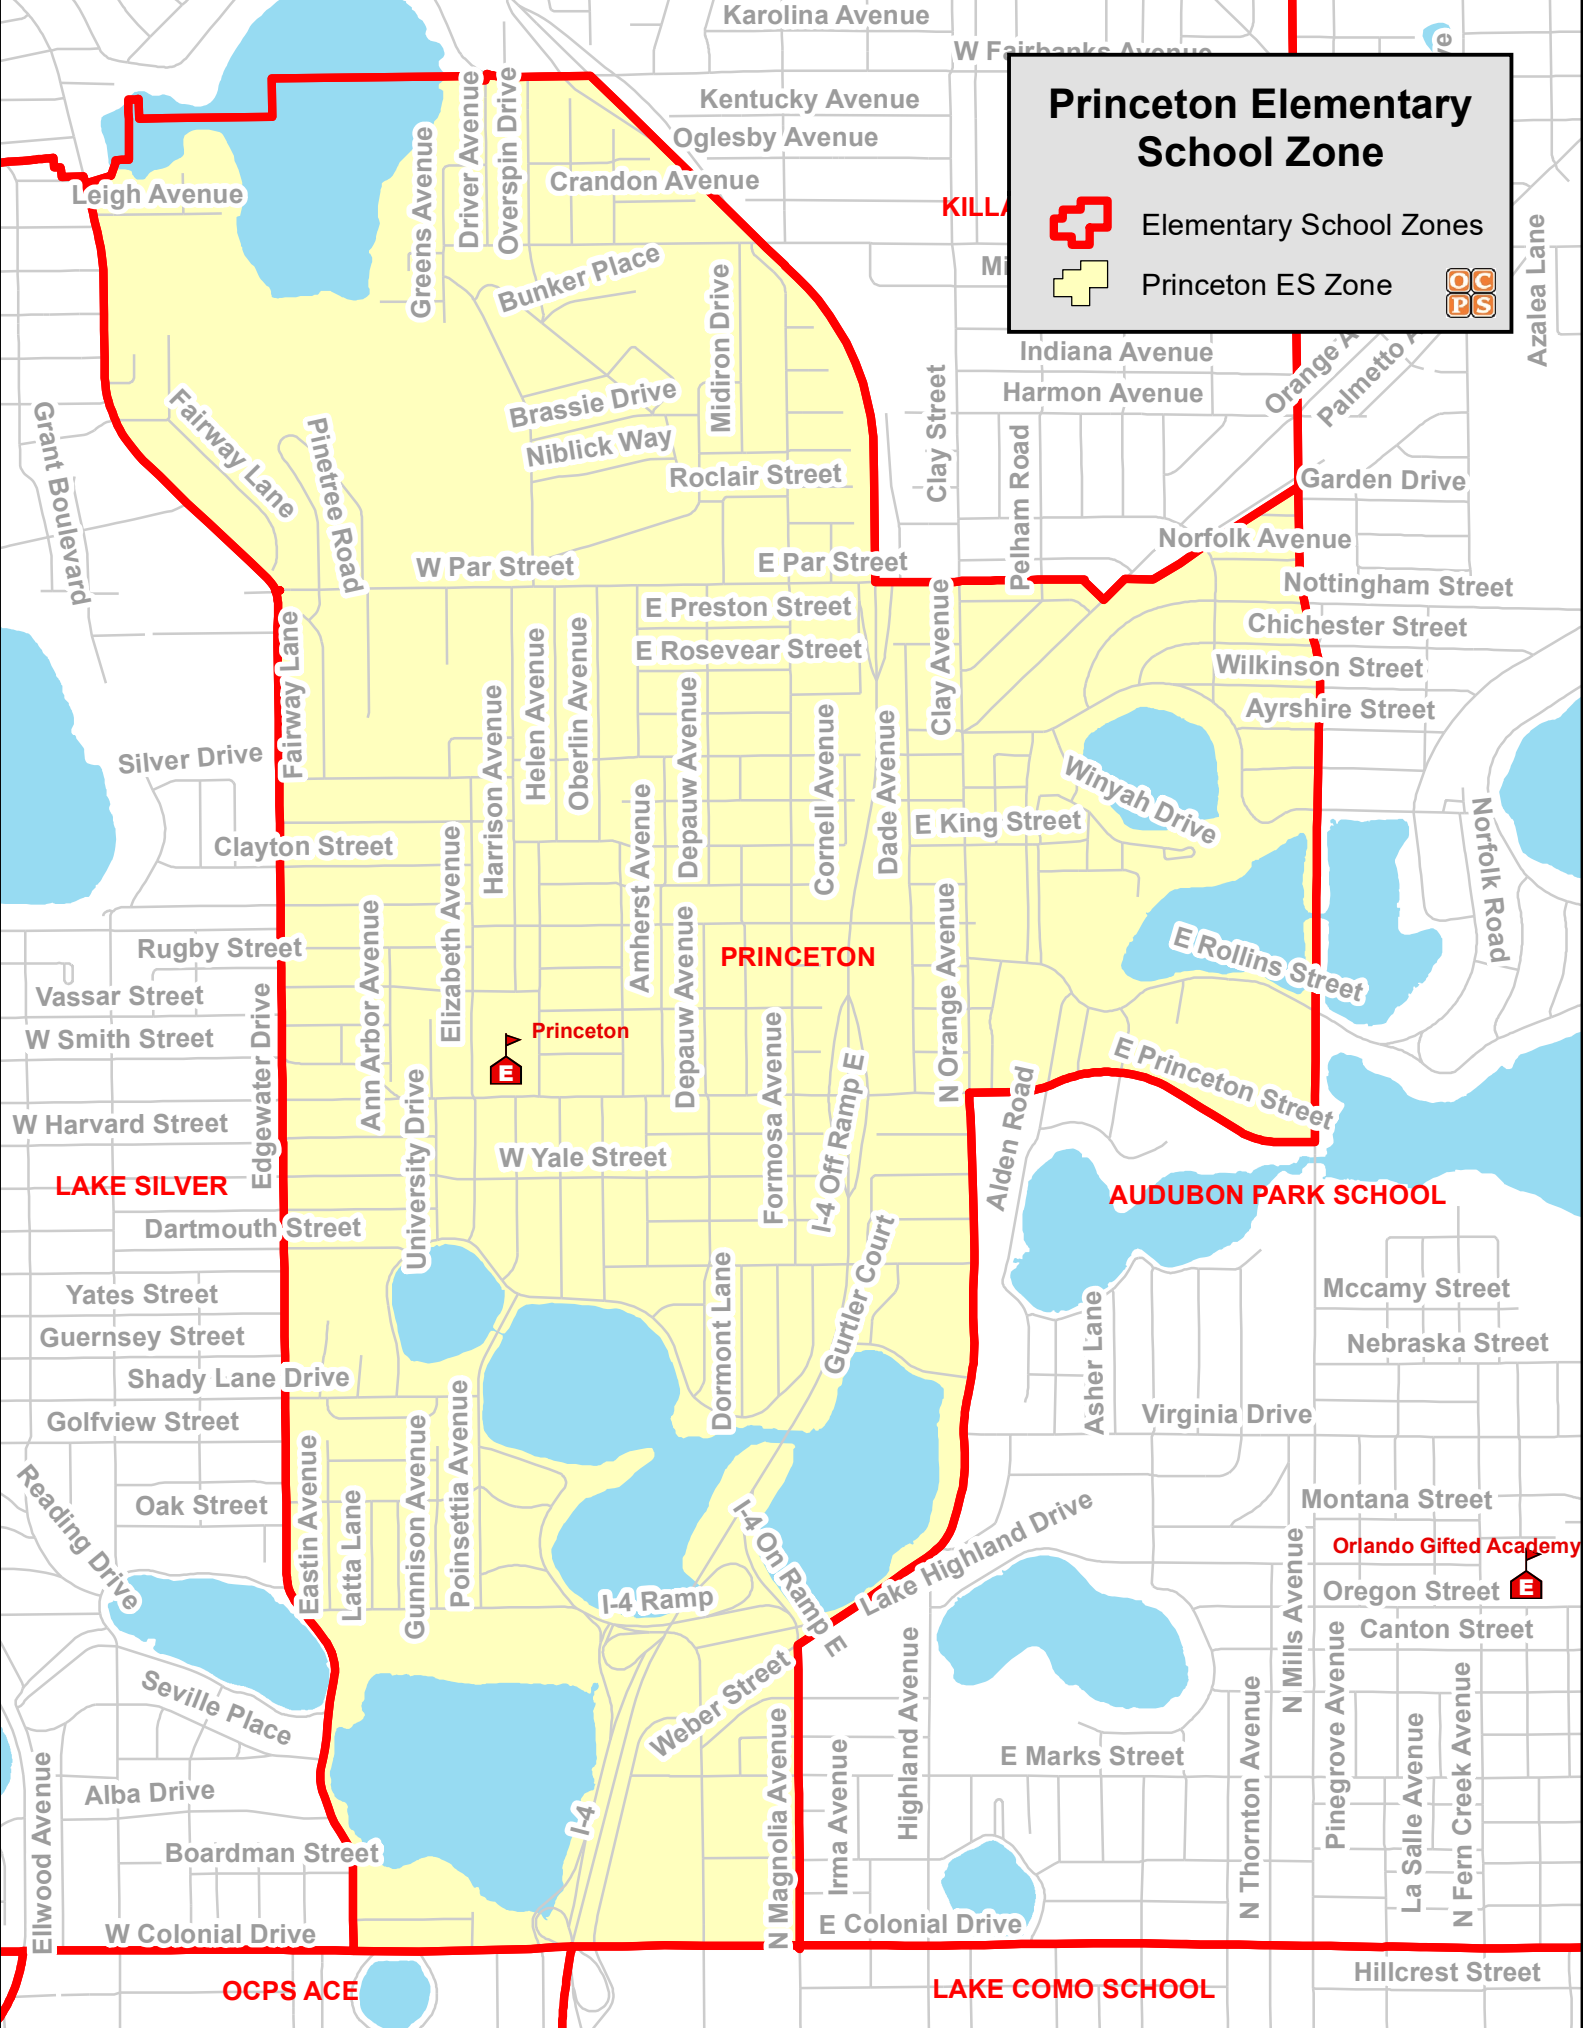 Karolina Avenue
W Fairbanks Avenue
Princeton Elementary
School Zone
Elementary School Zones
Princeton ES Zone
OC
PS
Kentucky Avenue
Oglesby Avenue
Crandon Avenue
Leigh Avenue
Greens Avenue
Driver Avenue
Overspin Drive
Bunker Place
Midiron Drive
Azalea Lane
Indiana Avenue
Harmon Avenue
Orange A
Palmetto
Brassie Drive
Niblick Way
Roclair Street
Clay Street
Pelham Road
Garden Drive
Grant Boulevard
Fairway Lane
Pinetree Road
W Par Street
E Par Street
Norfolk Avenue
Nottingham Street
E Preston Street
Chichester Street
E Rosevear Street
Wilkinson Street
Ayrshire Street
Fairway Lane
Helen Avenue
Oberlin Avenue
Harrison Avenue
Depauw Avenue
Clay Avenue
Cornell Avenue
Dade Avenue
Silver Drive
Winyah Drive
E King Street
Norfolk Road
Clayton Street
Elizabeth Avenue
Amherst Avenue
Ann Arbor Avenue
Depauw Avenue
N Orange Avenue
PRINCETON
E Rollins Street
Rugby Street
Vassar Street
W Smith Street
Edgewater Drive
Princeton
E
Formosa Avenue
I-4 Off Ramp E
E Princeton Street
Alden Road
University Drive
W Harvard Street
W Yale Street
LAKE SILVER
AUDUBON PARK SCHOOL
Dartmouth Street
Gurtler Court
Dormont Lane
Yates Street
Mccamy Street
Guernsey Street
Nebraska Street
Asher Lane
Shady Lane Drive
Golfview Street
Virginia Drive
Poinsettia Avenue
Gunnison Avenue
Eastin Avenue
Latta Lane
Reading Drive
Oak Street
Montana Street
I-4 On Ramp E
Lake Highland Drive
Orlando Gifted Academy
E
Oregon Street
I-4 Ramp
N Mills Avenue
Canton Street
Pinegrove Avenue
Highland Avenue
Weber Street
Seville Place
N Thornton Avenue
N Fern Creek Avenue
La Salle Avenue
N Magnolia Avenue
Irma Avenue
E Marks Street
Ellwood Avenue
Alba Drive
I-4
Boardman Street
W Colonial Drive
E Colonial Drive
Hillcrest Street
OCPS ACE
LAKE COMO SCHOOL